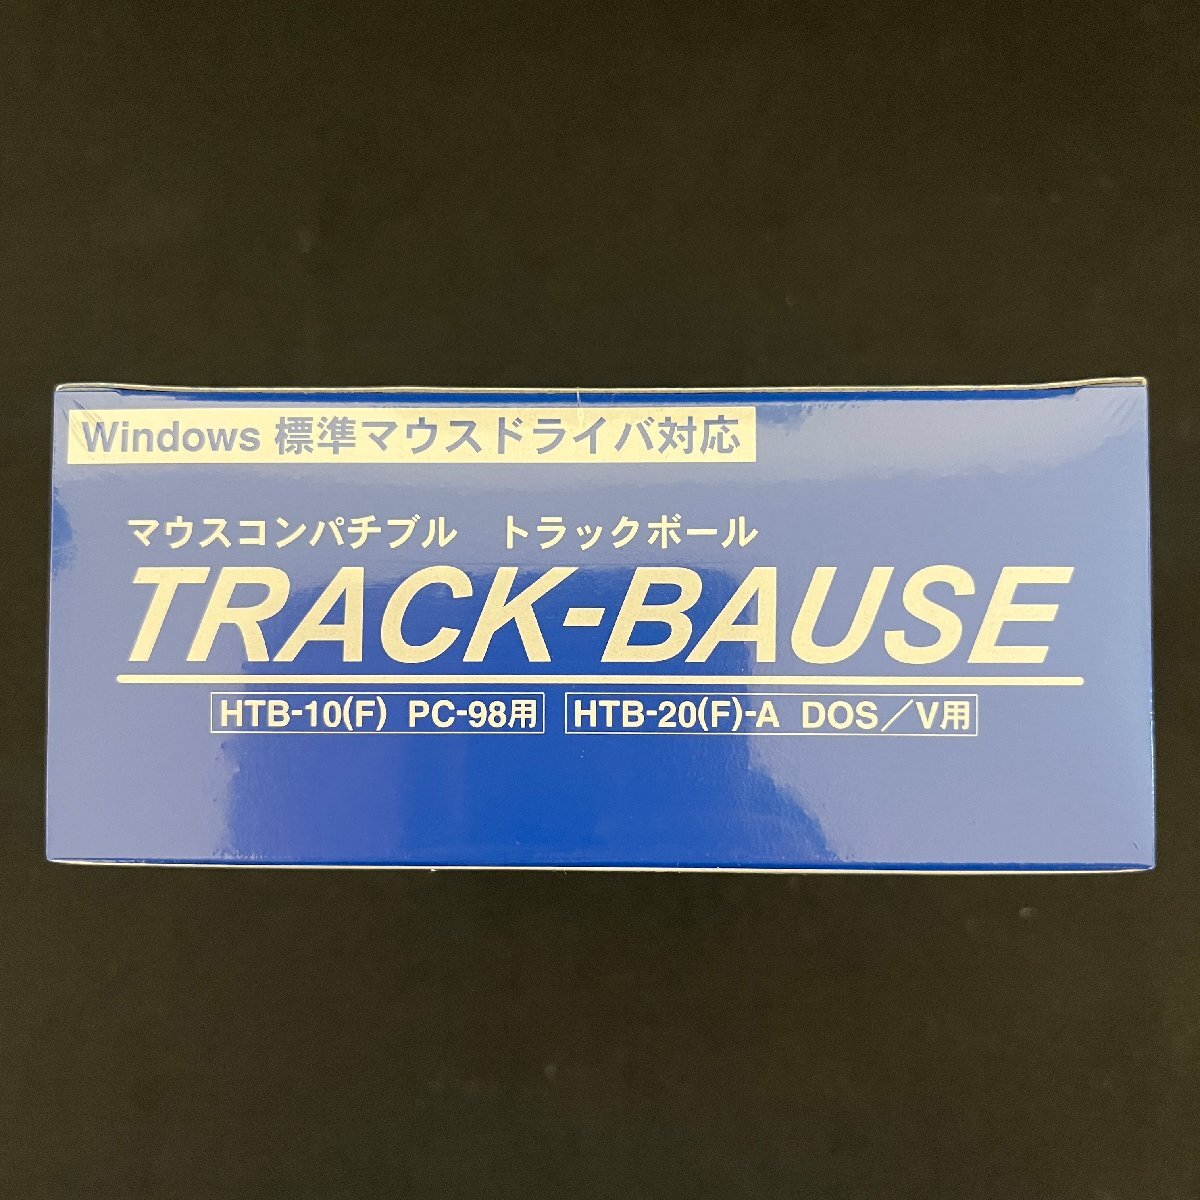 Windows 標準マウスドライバ対応
マウスコンパチブル　トラックボール
TRACK-BAUSE
HTB-10(F) PC-98用 HTB-20(F)-A DOS／V用